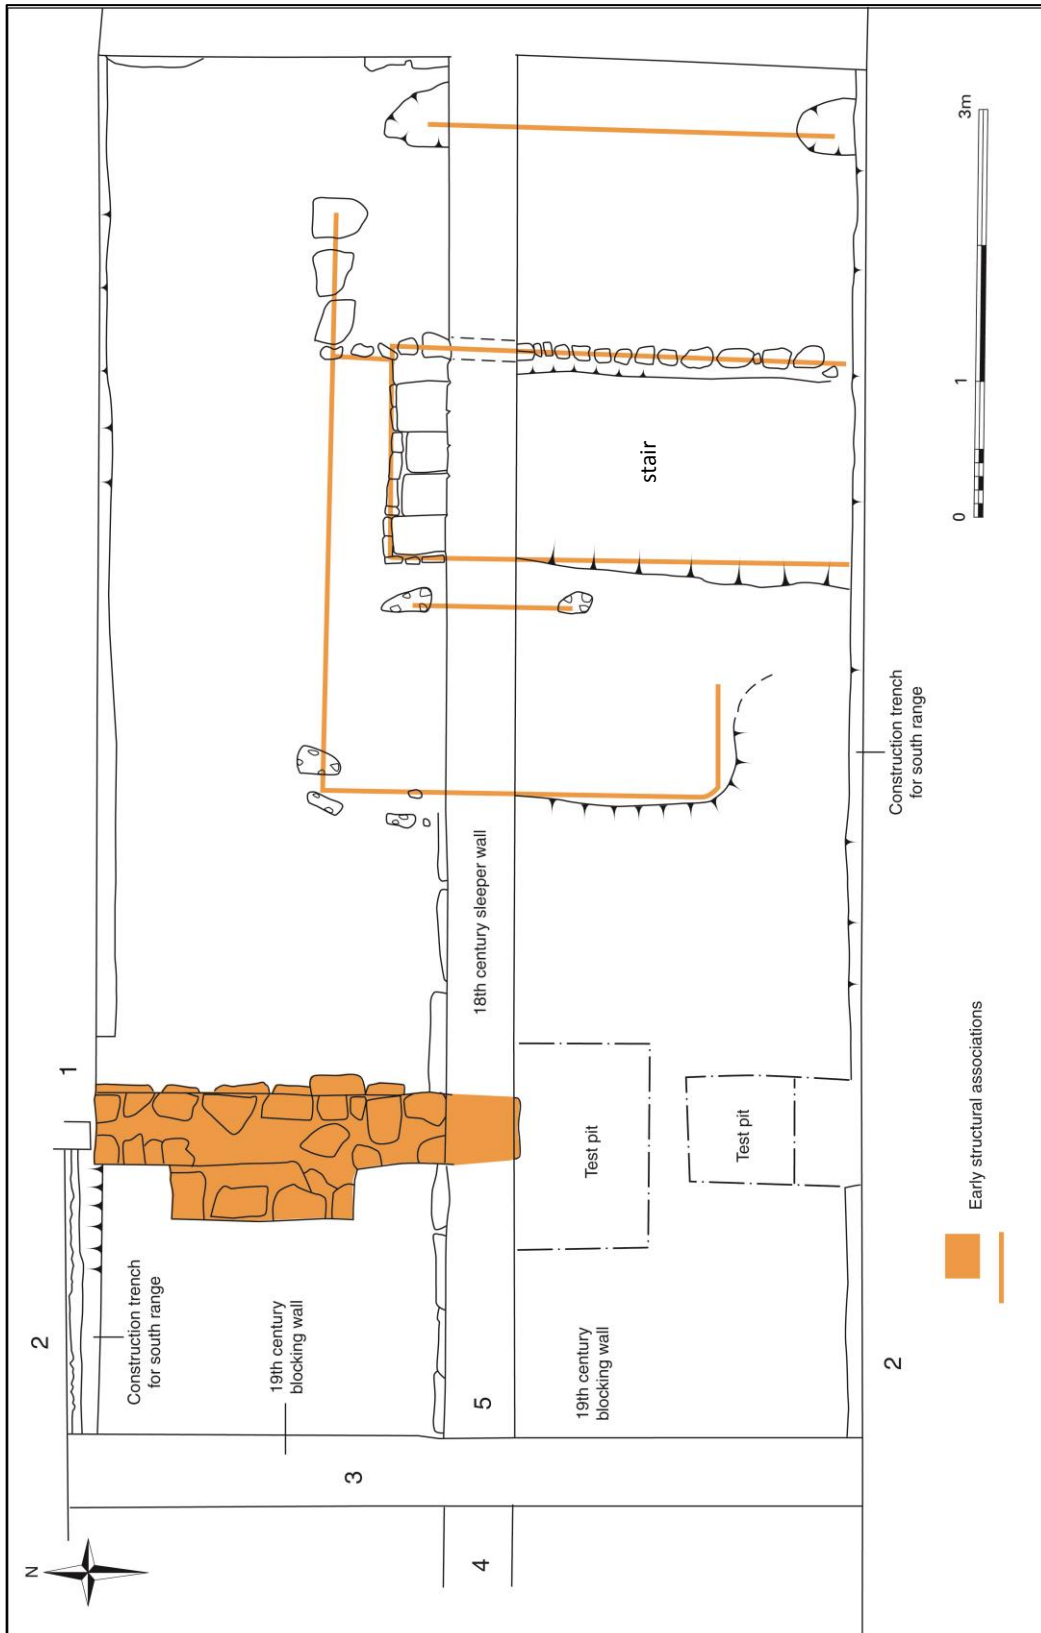 N
2
1
Construction trench
for south range
19th century
blocking wall
3
4
5
18th century sleeper wall
19th century
blocking wall
Test pit
Test pit
stair
2
Construction trench
for south range
Early structural associations
0
1
3m